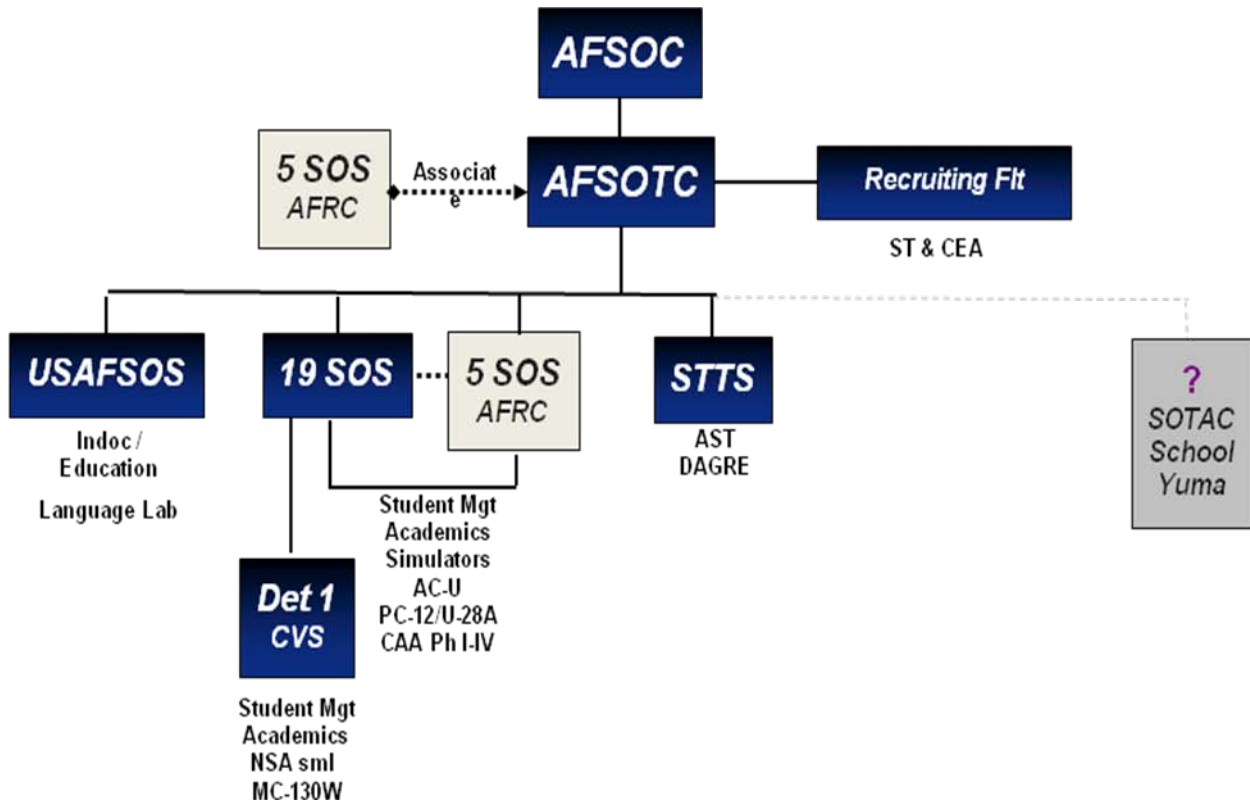 AFSOC
5 SOS
AFRC
Associat
e
AFSOTC
Recruiting Flt
ST & CEA
USAFSOS
Indoc /
Education
Language Lab
19 SOS
5 SOS
AFRC
STTS
AST
DAGRE
?
SOTAC
School
Yuma
Student Mgt
Academics
Simulators
AC-U
PC-12/U-28A
CAA Ph I-IV
Det 1
CVS
Student Mgt
Academics
NSA sml
MC-130W